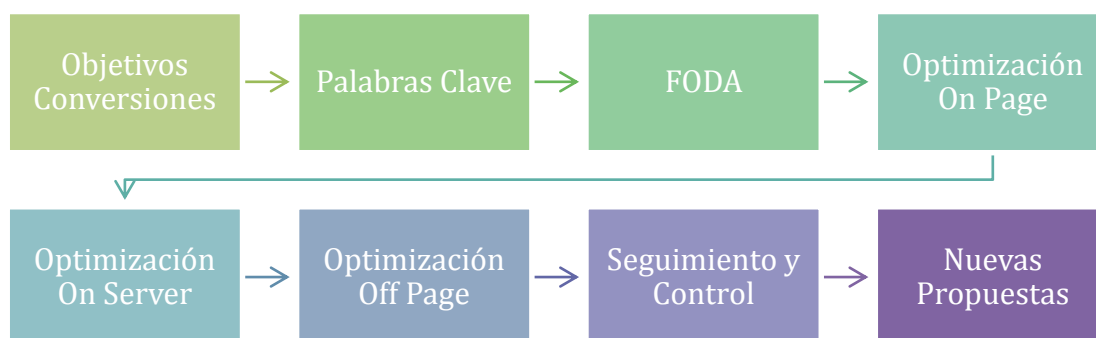 Objetivos
Conversiones
Palabras Clave
FODA
Optimización
On Page
Optimización
On Server
Optimización
Off Page
Seguimiento y
Control
Nuevas
Propuestas